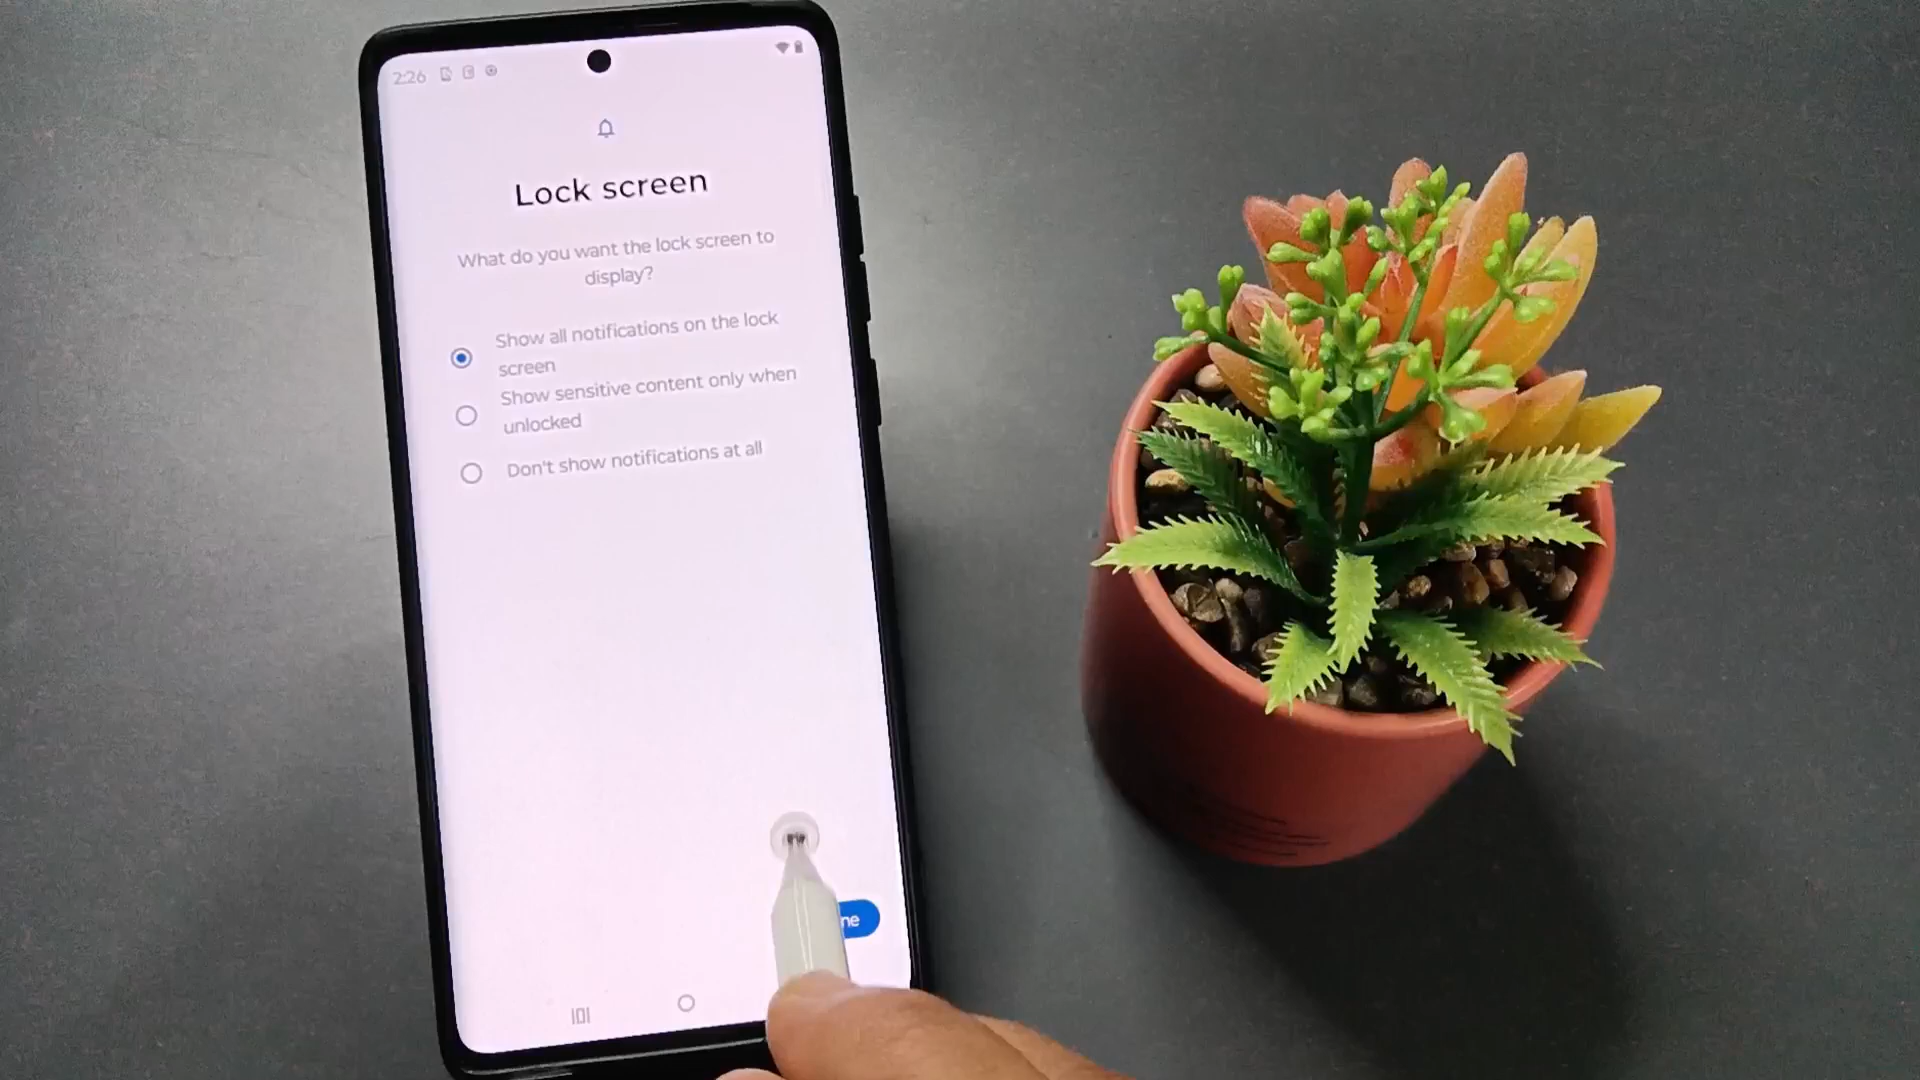 2:26
Lock screen
What do you want the lock screen to
display?
Show all notifications on the lock
screen
Show sensitive content only when
unlocked
Don't show notifications at all
ne